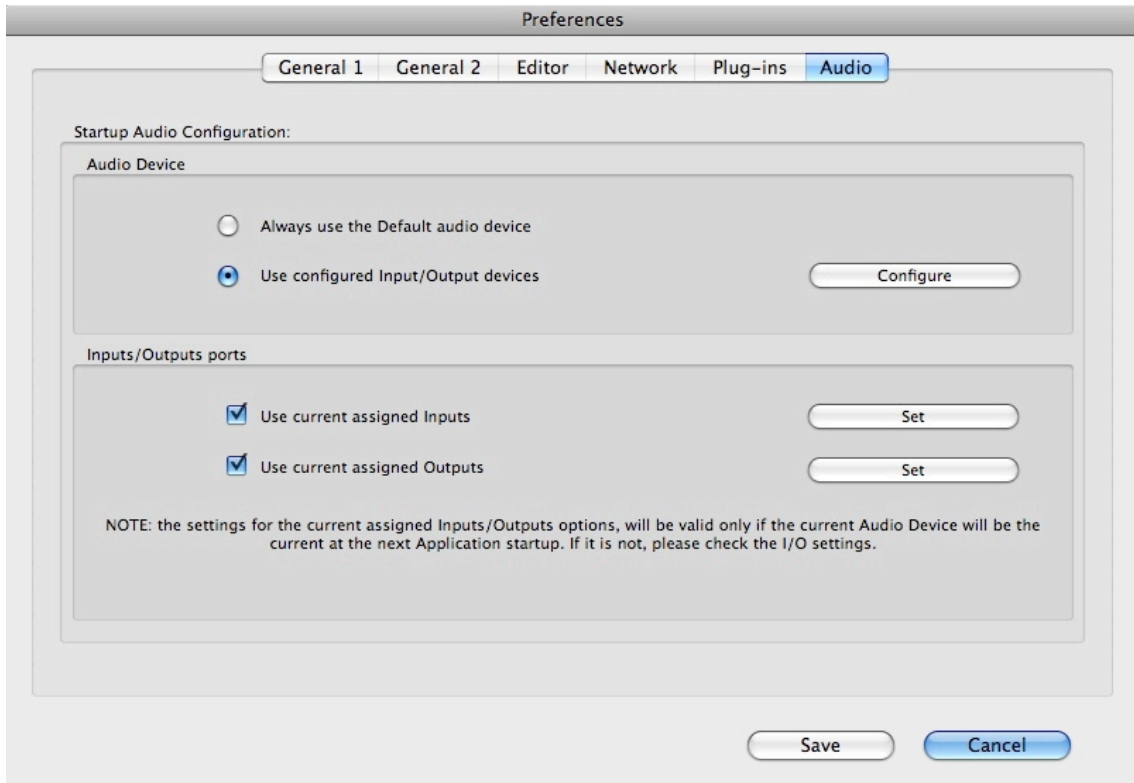 Preferences
General 1 General 2 Editor Network Plug-ins Audio
Startup Audio Configuration:
Audio Device
Always use the Default audio device
Use configured Input/Output devices
Configure
Inputs/Outputs ports
Use current assigned Inputs
Set
Use current assigned Outputs
Set
NOTE: the settings for the current assigned Inputs/Outputs options, will be valid only if the current Audio Device will be the
current at the next Application startup. If it is not, please check the I/O settings.
Save
Cancel